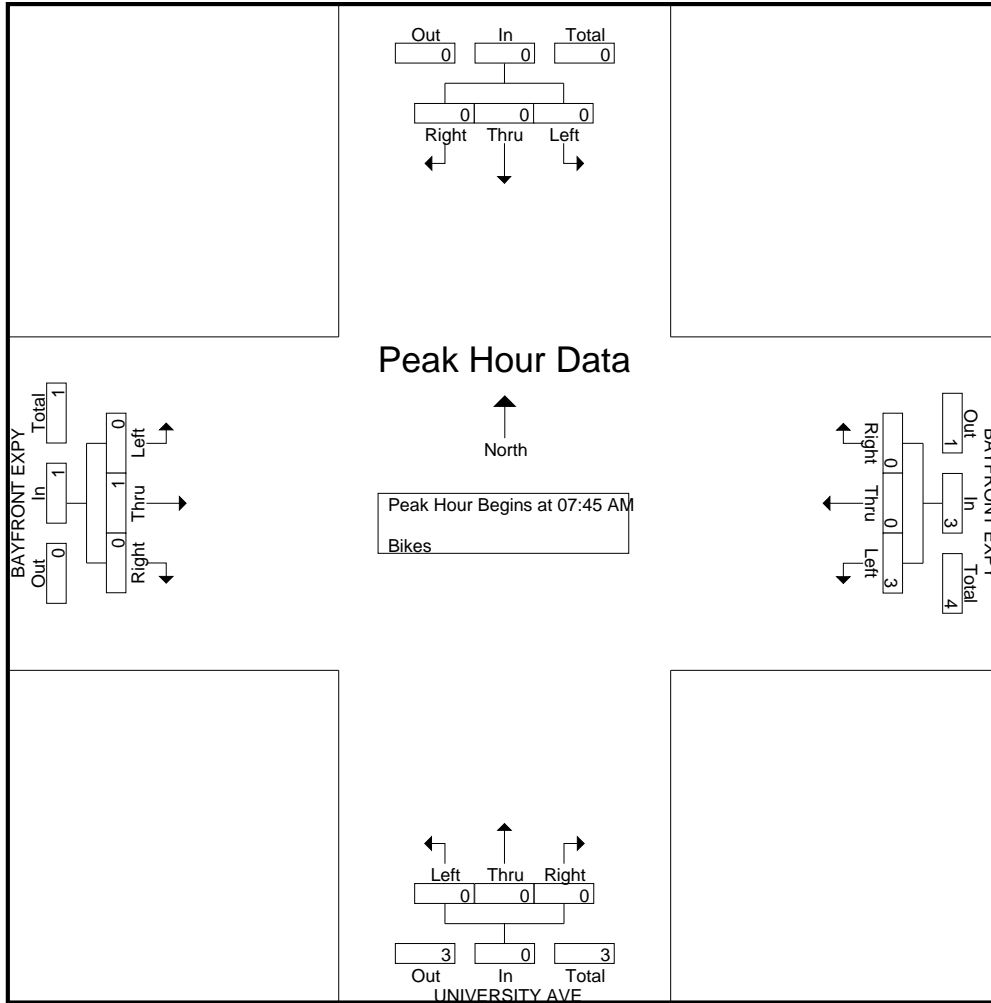 Out In Total
0 0 0
0 0 0
Right Thru Left
Peak Hour Data
North
Peak Hour Begins at 07:45 AM
Bikes
BAYFRONT EXPY
Out In Total
0 1 1
Right Thru Left
0 1 0
BAYFRONT EXPY
Out In Total
1 3 4
0 0 3
Right Thru Left
Left Thru Right
0 0 0
3 0 3
Out In Total
UNIVERSITY AVE